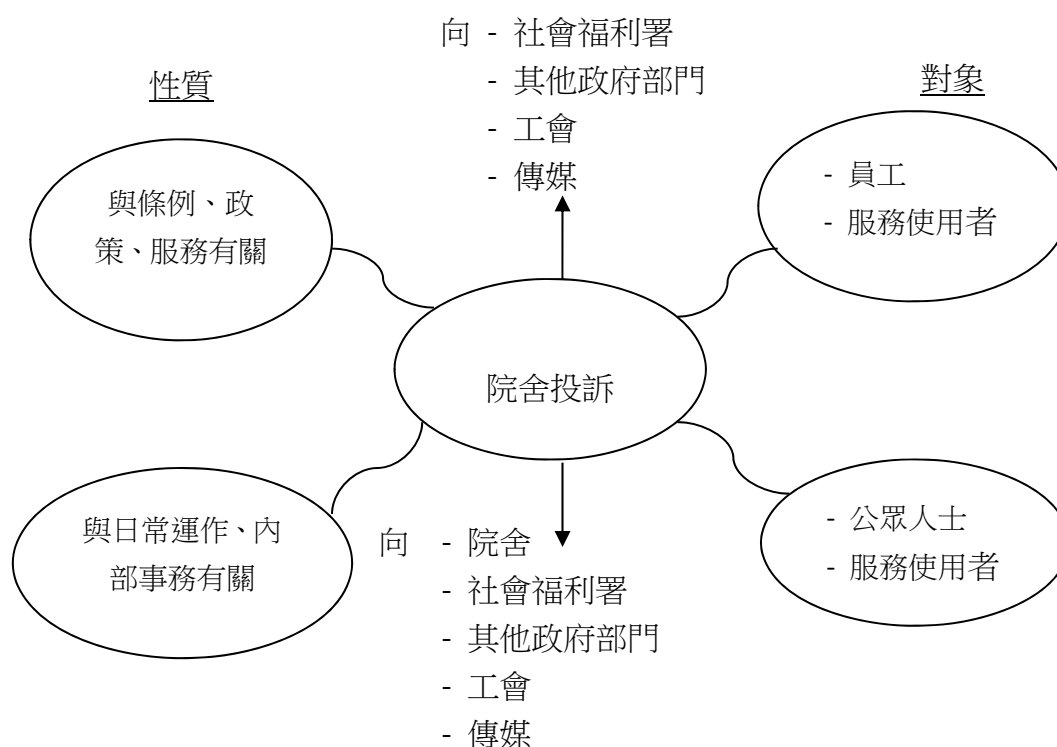 向 - 社會福利署
- 其他政府部門
- 工會
- 傳媒
性質
對象
與條例、政
策、服務有關
- 員工
- 服務使用者
院舍投訴
與日常運作、內
部事務有關
- 公眾人士
- 服務使用者
向 - 院舍
- 社會福利署
- 其他政府部門
- 工會
- 傳媒